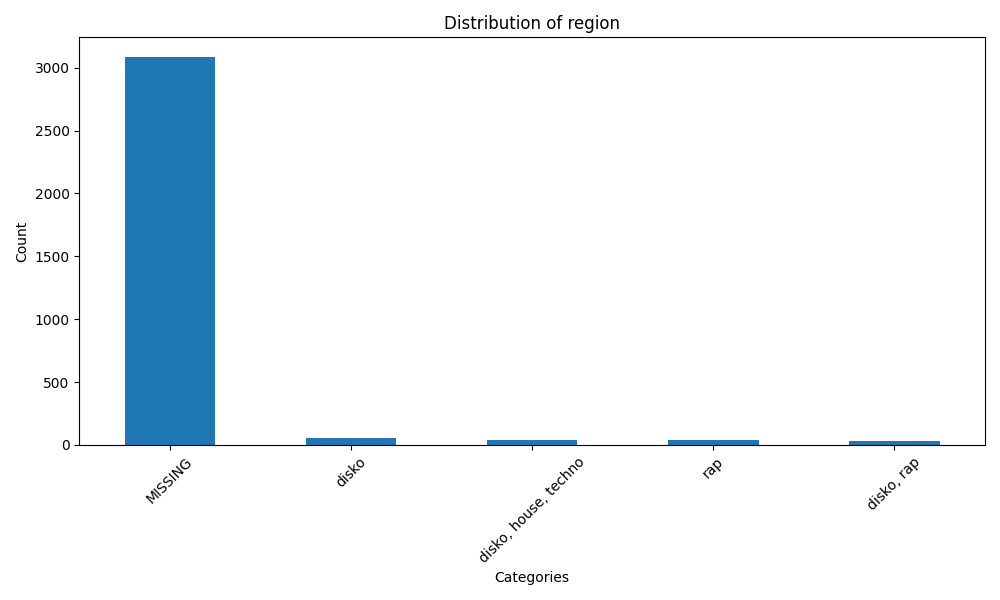 Distribution of region
3000
2500
2000
1500
1000
500
0
Count
MISSING
disko
disko, house, techno
rap
disko, rap
Categories